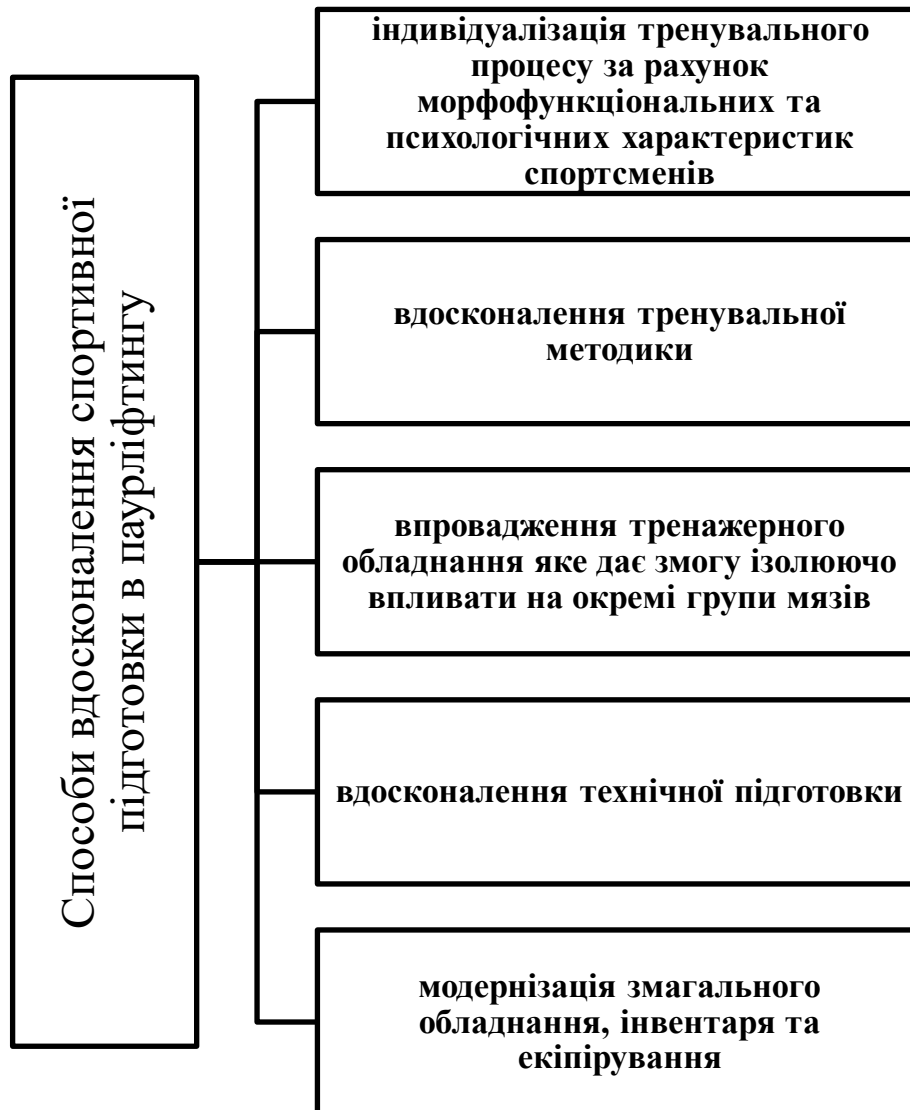 Способи вдосконалення спортивної
підготовки в паурліфтингу
індивідуалізація тренувального
процесу за рахунок
морфофункціональних та
психологічних характеристик
спортсменів
вдосконалення тренувальної
методики
впровадження тренажерного
обладнання яке дає змогу ізолюючо
впливати на окремі групи мязів
вдосконалення технічної підготовки
модернізація змагального
обладнання, інвентаря та
екіпірування